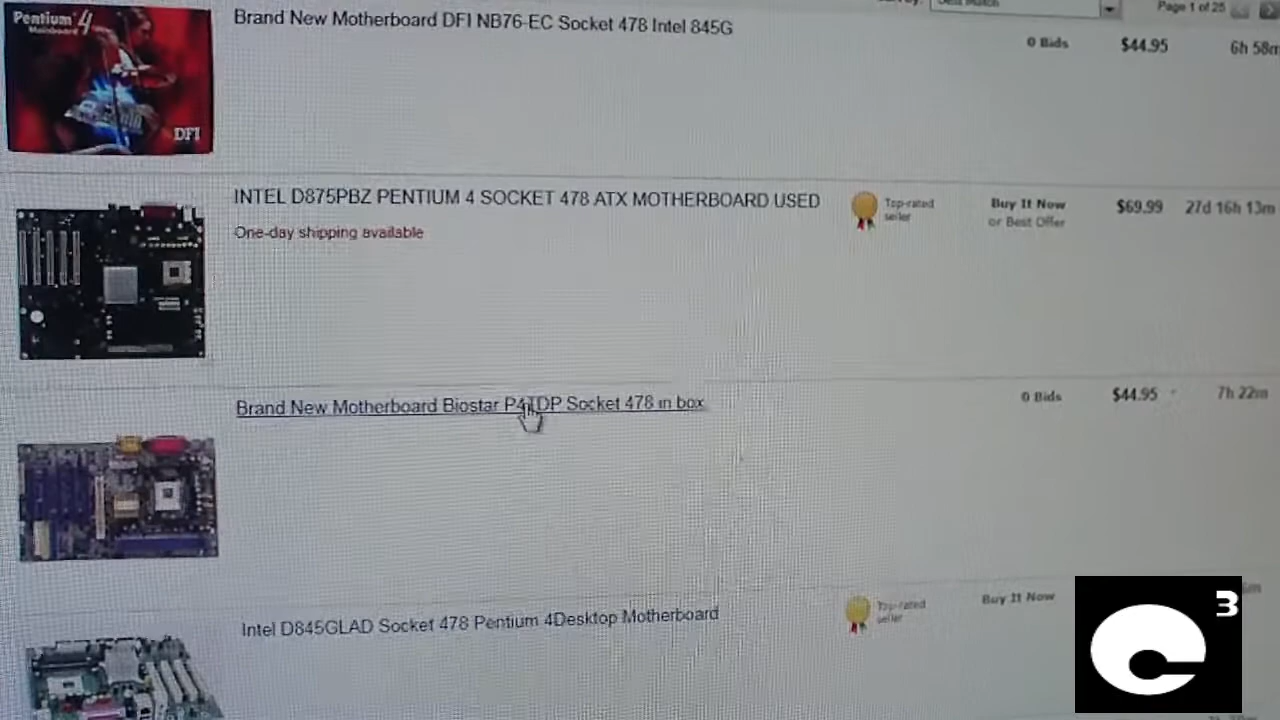 Page 1 of 25
Pentium 4
Mainboard
DFI
Brand New Motherboard DFI NB76-EC Socket 478 Intel 845G
0 Bids
$44.95
6h 58m
INTEL D875PBZ PENTIUM 4 SOCKET 478 ATX MOTHERBOARD USED
One-day shipping available
Top-rated
seller
Buy It Now
or Best Offer
$69.99
27d 16h 13m
Brand New Motherboard Biostar P4TDP Socket 478 in box
0 Bids
$44.95
7h 22m
Intel D845GLAD Socket 478 Pentium 4Desktop Motherboard
Top-rated
seller
Buy It Now
3